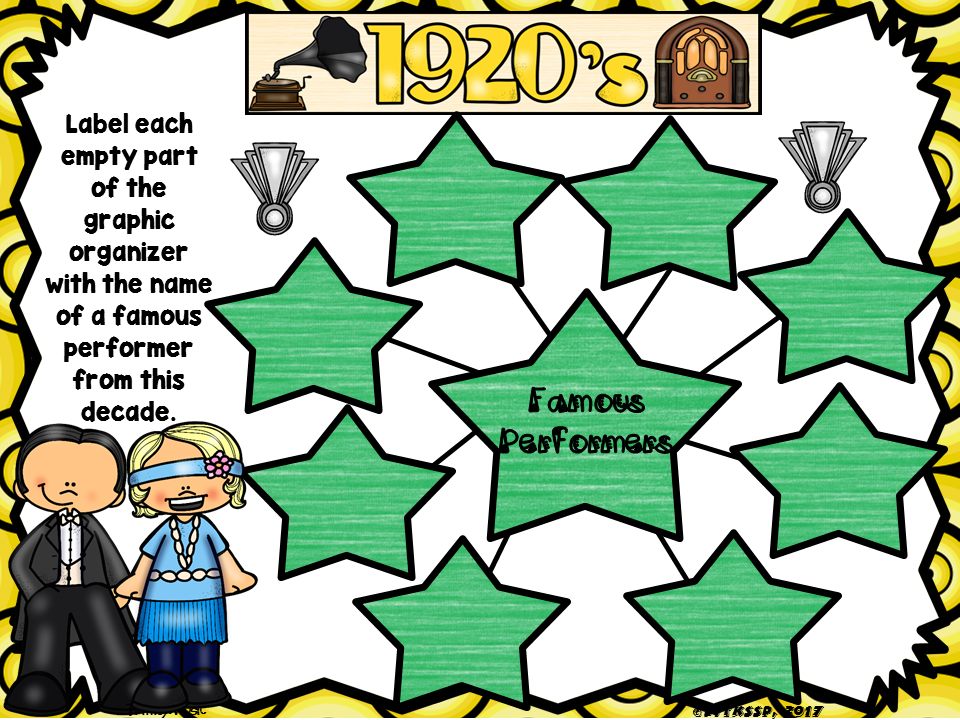 1920's
Label each
empty part
of the
graphic
organizer
with the name
of a famous
performer
from this
decade.
Famous
Performers
2017